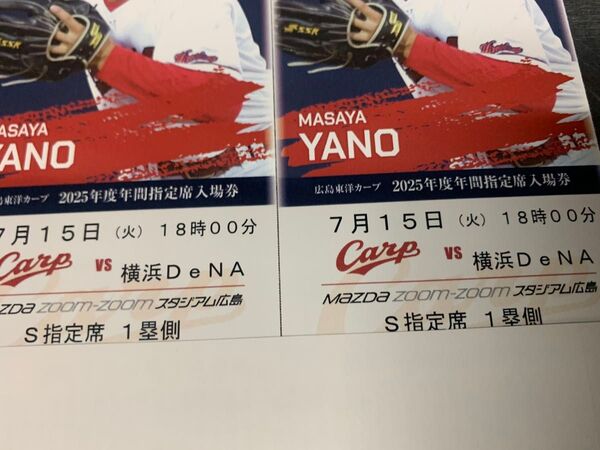 SSK
MASAYA
YANO
広島東洋カープ 2025年度年間指定席入場券
7月15日（火）18時00分
Carp VS 横浜DeNA
MAZDA ZOOM-ZOOM スタジアム広島
S指定席 1塁側
MASAYA
YANO
広島東洋カープ 2025年度年間指定席入場券
7月15日（火）18時00分
Carp VS 横浜DeNA
MAZDA ZOOM-ZOOM スタジアム広島
S指定席 1塁側